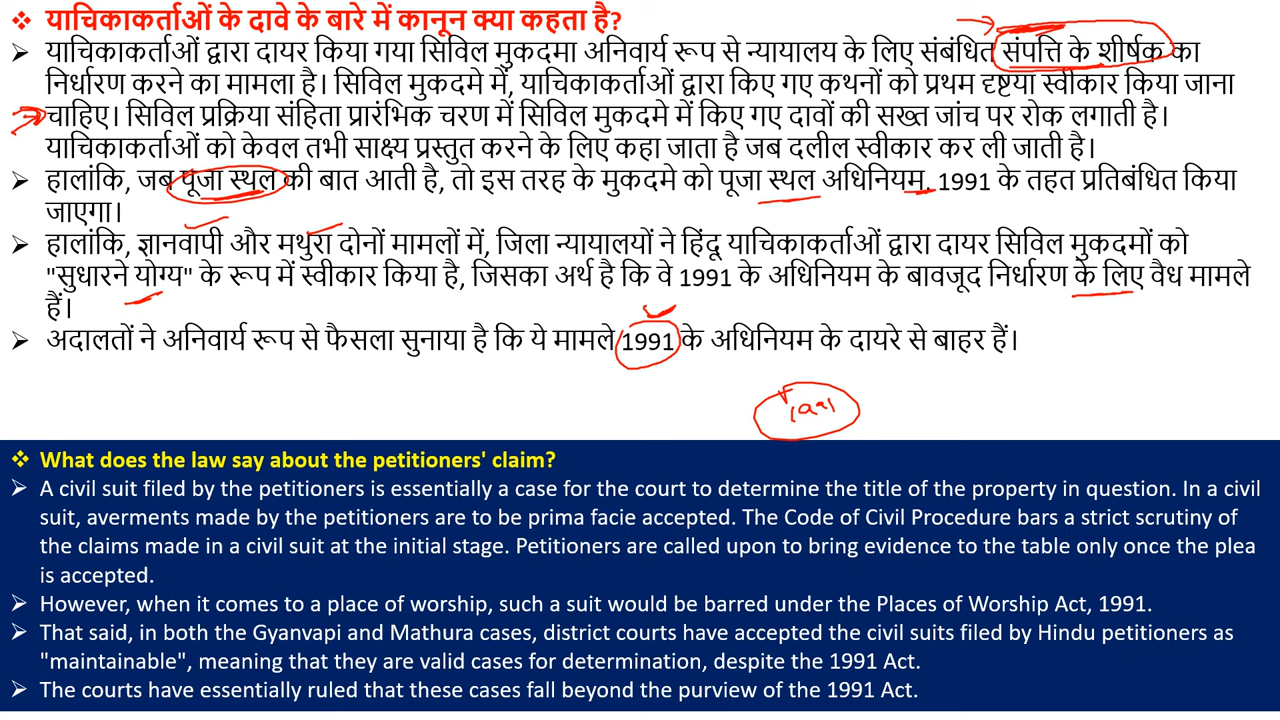 ❖ याचिकाकर्ताओं के दावे के बारे में कानून क्या कहता है?
➢ याचिकाकर्ताओं द्वारा दायर किया गया सिविल मुकदमा अनिवार्य रूप से न्यायालय के लिए संबंधित संपत्ति के शीर्षक का
निर्धारण करने का मामला है। सिविल मुकदमे में, याचिकाकर्ताओं द्वारा किए गए कथनों को प्रथम दृष्टया स्वीकार किया जाना
चाहिए। सिविल प्रक्रिया संहिता प्रारंभिक चरण में सिविल मुकदमे में किए गए दावों की सख्त जांच पर रोक लगाती है।
याचिकाकर्ताओं को केवल तभी साक्ष्य प्रस्तुत करने के लिए कहा जाता है जब दलील स्वीकार कर ली जाती है।
➢ हालांकि, जब पूजा स्थल की बात आती है, तो इस तरह के मुकदमे को पूजा स्थल अधिनियम, 1991 के तहत प्रतिबंधित किया
जाएगा।
➢ हालांकि, ज्ञानवापी और मथुरा दोनों मामलों में, जिला न्यायालयों ने हिंदू याचिकाकर्ताओं द्वारा दायर सिविल मुकदमों को
"सुधारने योग्य" के रूप में स्वीकार किया है, जिसका अर्थ है कि वे 1991 के अधिनियम के बावजूद निर्धारण के लिए वैध मामले
हैं।
➢ अदालतों ने अनिवार्य रूप से फैसला सुनाया है कि ये मामले 1991 के अधिनियम के दायरे से बाहर हैं।
1991
❖ What does the law say about the petitioners' claim?
➢ A civil suit filed by the petitioners is essentially a case for the court to determine the title of the property in question. In a civil
suit, averments made by the petitioners are to be prima facie accepted. The Code of Civil Procedure bars a strict scrutiny of
the claims made in a civil suit at the initial stage. Petitioners are called upon to bring evidence to the table only once the plea
is accepted.
➢ However, when it comes to a place of worship, such a suit would be barred under the Places of Worship Act, 1991.
➢ That said, in both the Gyanvapi and Mathura cases, district courts have accepted the civil suits filed by Hindu petitioners as
"maintainable", meaning that they are valid cases for determination, despite the 1991 Act.
➢ The courts have essentially ruled that these cases fall beyond the purview of the 1991 Act.